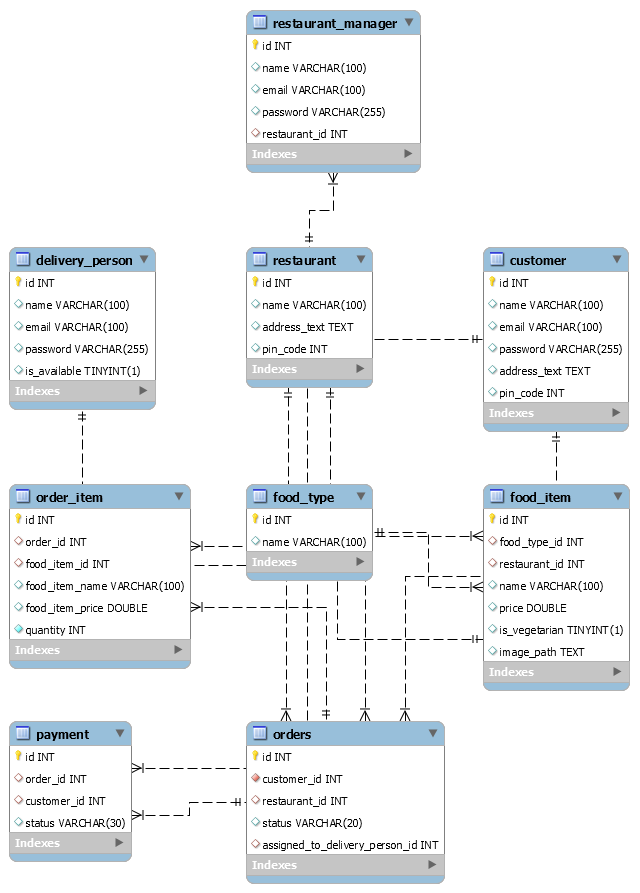 restaurant_manager
id INT
name VARCHAR(100)
email VARCHAR(100)
password VARCHAR(255)
restaurant_id INT
Indexes
delivery_person
id INT
name VARCHAR(100)
email VARCHAR(100)
password VARCHAR(255)
is_available TINYINT(1)
Indexes
restaurant
id INT
name VARCHAR(100)
address_text TEXT
pin_code INT
Indexes
customer
id INT
name VARCHAR(100)
email VARCHAR(100)
password VARCHAR(255)
address_text TEXT
pin_code INT
Indexes
order_item
id INT
order_id INT
food_item_id INT
food_item_name VARCHAR(100)
food_item_price DOUBLE
quantity INT
Indexes
food_type
id INT
name VARCHAR(100)
Indexes
food_item
id INT
food_type_id INT
restaurant_id INT
name VARCHAR(100)
price DOUBLE
is_vegetarian TINYINT(1)
image_path TEXT
Indexes
payment
id INT
order_id INT
customer_id INT
status VARCHAR(30)
Indexes
orders
id INT
customer_id INT
restaurant_id INT
status VARCHAR(20)
assigned_to_delivery_person_id INT
Indexes